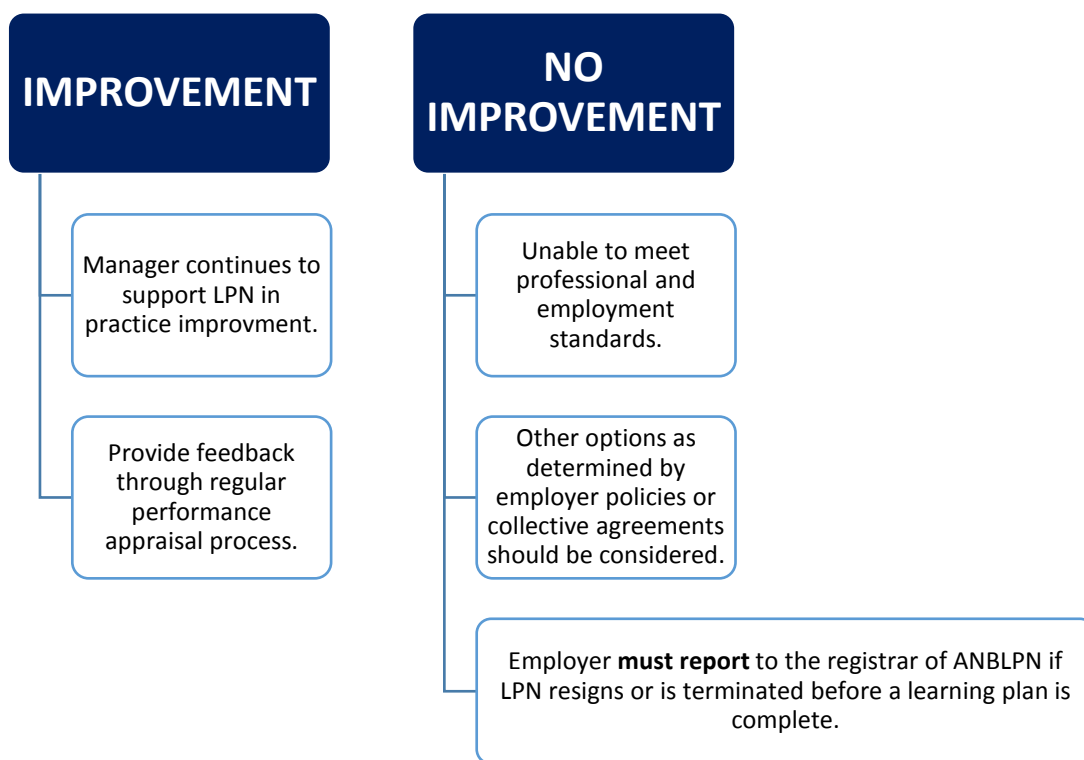 IMPROVEMENT
Manager continues to
support LPN in
practice improvment.
Provide feedback
through regular
performance
appraisal process.
NO
IMPROVEMENT
Unable to meet
professional and
employment
standards.
Other options as
determined by
employer policies or
collective agreements
should be considered.
Employer must report to the registrar of ANBLPN if
LPN resigns or is terminated before a learning plan is
complete.